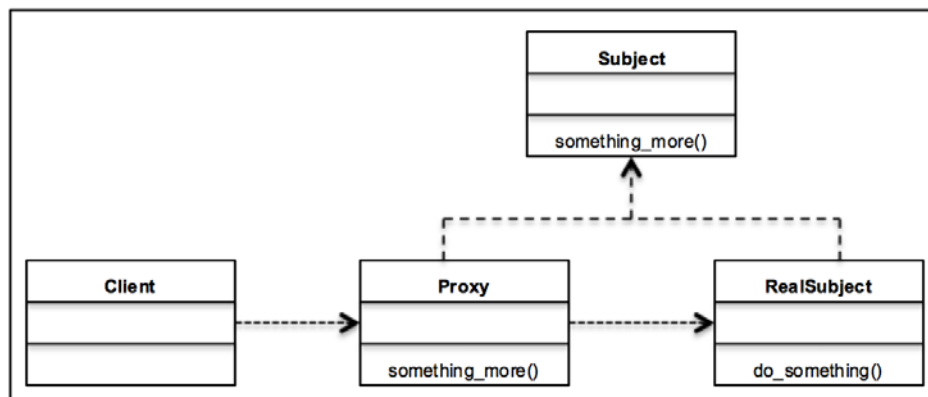 Subject
something_more()
Client
Proxy
RealSubject
something_more()
do_something()